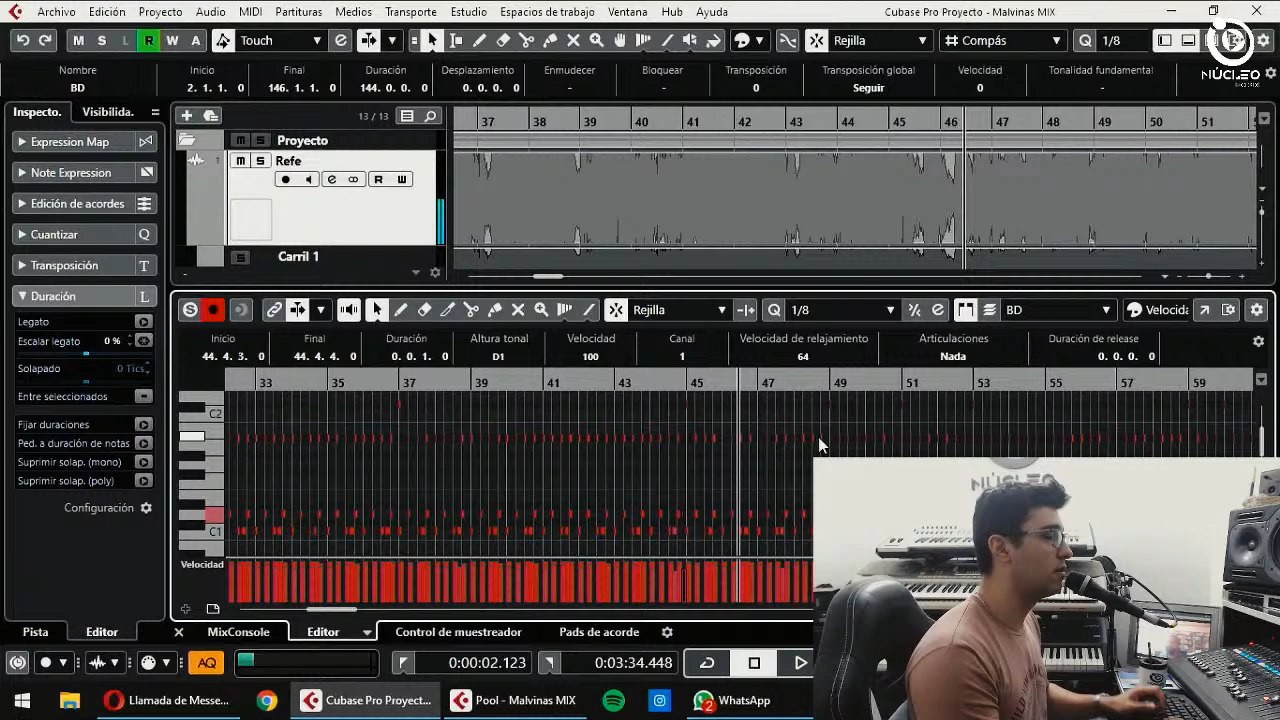 Archivo Edición Proyecto Audio MIDI Partituras Medios Transporte Estudio Espacios de trabajo Ventana Hub Ayuda Cubase Pro Proyecto - Malvinas MIX
M S L R W A Touch Rejilla Compás Q 1/8
NÚCLEO
Nombre Inicio Final Duración Desplazamiento Enmudecer Bloquear Transposición Transposición global Velocidad Tonalidad fundamental
BD 2. 1. 1. 0 146. 1. 1. 0 144. 0. 0. 0 0. 0. 0. 0 - - 0 Seguir 0 -
Inspecto. Visibilida.
13 / 13
37 38 39 40 41 42 43 44 45 46 47 48 49 50 51
Expression Map
Note Expression
Edición de acordes
Cuantizar Q
Transposición T
Duración L
Legato
Escalar legato 0 %
Solapado 0 Tics
Entre seleccionados
Fijar duraciones
Ped. a duración de notas
Suprimir solap. (mono)
Suprimir solap. (poly)
Configuración
M S Proyecto
1 M S Refe
R W
S Carril 1
S Rejilla Q 1/8 BD Velocida
Inicio Final Duración Altura tonal Velocidad Canal Velocidad de relajamiento Articulaciones Duración de release
44. 4. 3. 0 44. 4. 4. 0 0. 0. 1. 0 D1 100 1 64 Nada 0. 0. 0. 0
33 35 37 39 41 43 45 47 49 51 53 55 57 59
C2
C1
Velocidad
NÚCLEO
Pista Editor MixConsole Editor Control de muestreador Pads de acorde
AQ 0:00:02.123 0:03:34.448
Llamada de Messe... Cubase Pro Proyect... Pool - Malvinas MIX 2 WhatsApp